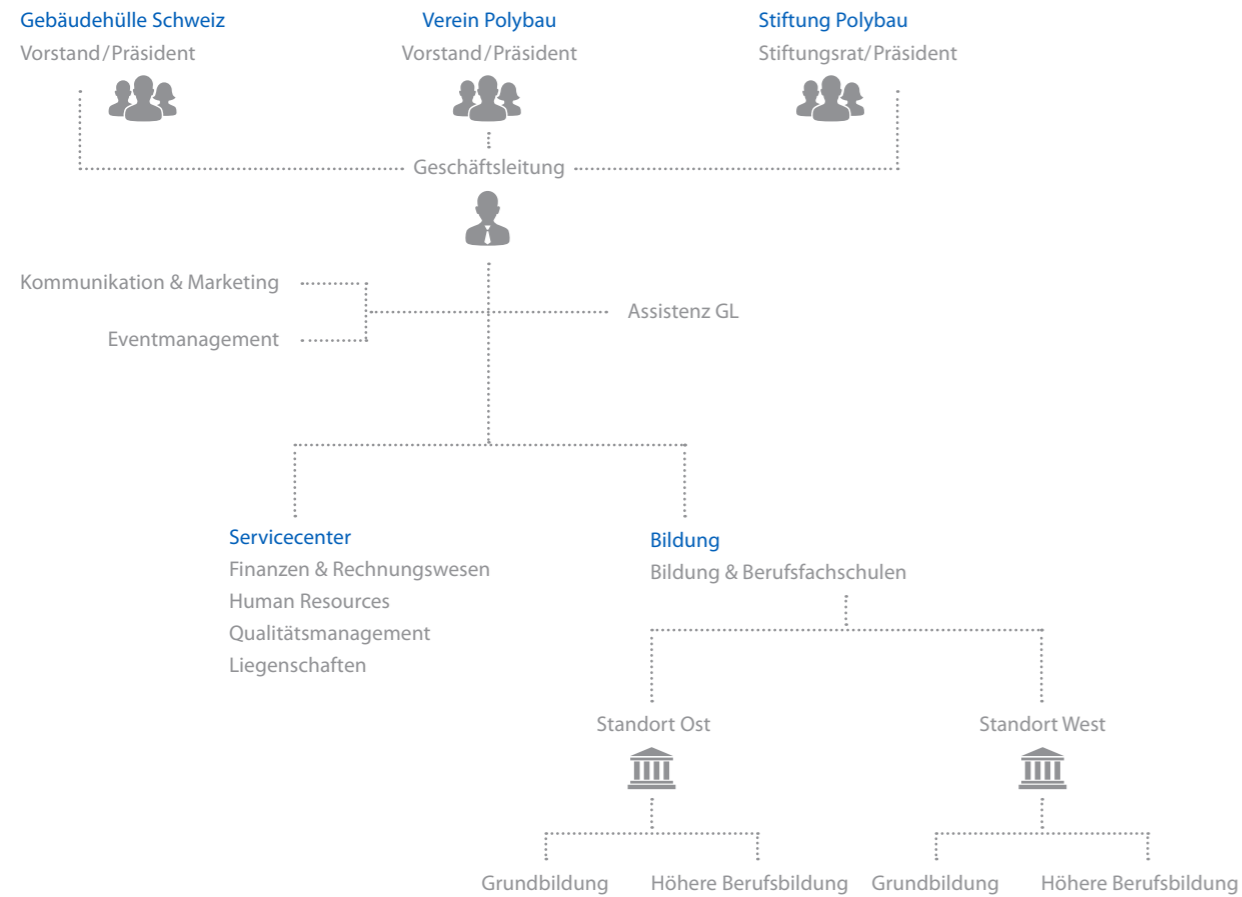 Gebäudehülle Schweiz
Vorstand/Präsident
Verein Polybau
Vorstand/Präsident
Stiftung Polybau
Stiftungsrat/Präsident
Geschäftsleitung
Kommunikation & Marketing
Eventmanagement
Assistenz GL
Servicecenter
Finanzen & Rechnungswesen
Human Resources
Qualitätsmanagement
Liegenschaften
Bildung
Bildung & Berufsfachschulen
Standort Ost
Standort West
Grundbildung
Höhere Berufsbildung
Grundbildung
Höhere Berufsbildung